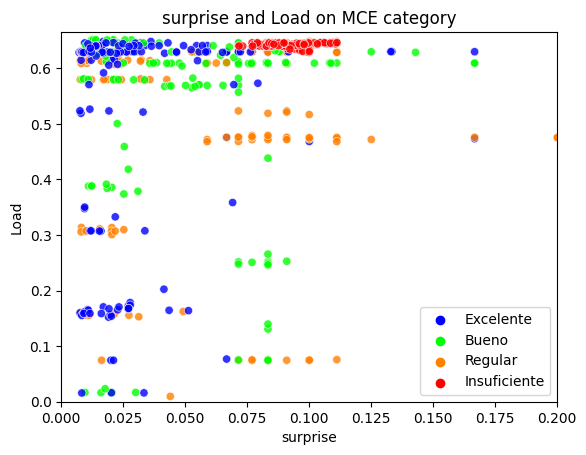 surprise and Load on MCE category
Load
0.6
0.5
0.4
0.3
0.2
0.1
0.0
Excelente
Bueno
Regular
Insuficiente
0.000 0.025 0.050 0.075 0.100 0.125 0.150 0.175 0.200
surprise